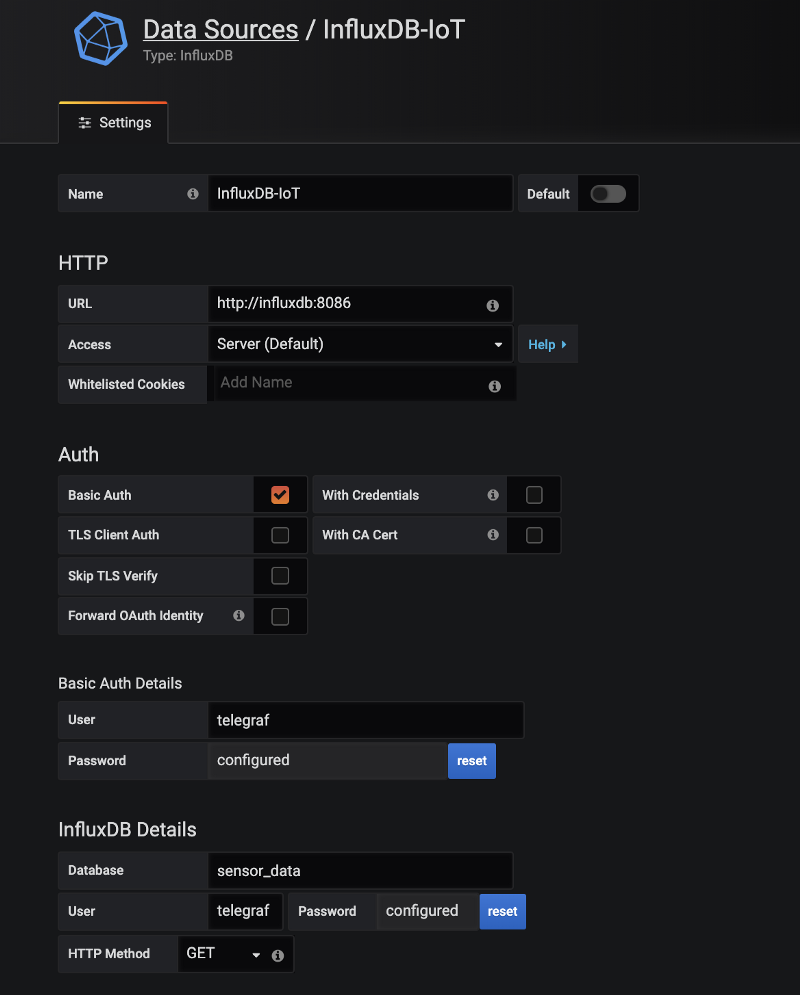 Data Sources / InfluxDB-IoT
Type: InfluxDB
Settings
Name InfluxDB-IoT Default
HTTP
URL http://influxdb:8086
Access Server (Default) Help
Whitelisted Cookies Add Name
Auth
Basic Auth With Credentials
TLS Client Auth With CA Cert
Skip TLS Verify
Forward OAuth Identity
Basic Auth Details
User telegraf
Password configured reset
InfluxDB Details
Database sensor_data
User telegraf Password configured reset
HTTP Method GET